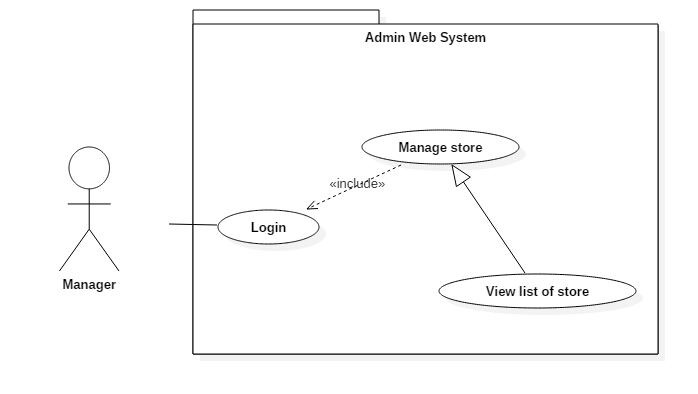 Admin Web System
Manage store
«include»
Login
Manager
View list of store